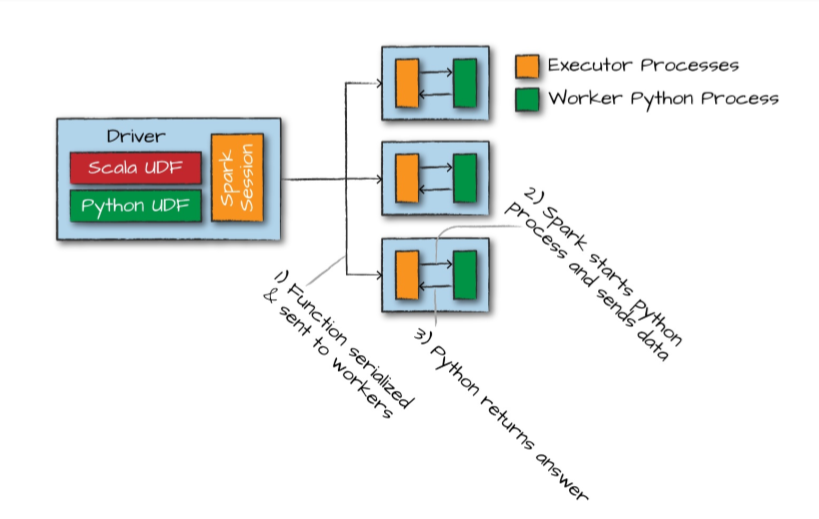 Driver
Scala UDF
Python UDF
Spark
Session
Executor Processes
Worker Python Process
1) Function serialized
& sent to workers
2) Spark starts Python
Process and sends data
3) Python returns answer